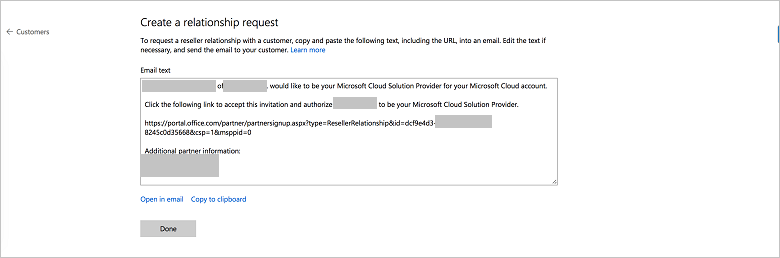 Create a relationship request
← Customers
To request a reseller relationship with a customer, copy and paste the following text, including the URL, into an email. Edit the text if
necessary, and send the email to your customer. Learn more
Email text
of , would like to be your Microsoft Cloud Solution Provider for your Microsoft Cloud account.
Click the following link to accept this invitation and authorize to be your Microsoft Cloud Solution Provider.
https://portal.office.com/partner/partnersignup.aspx?type=ResellerRelationship&id=dcf9e4d3-
8245c0d35668&csp=1&msppid=0
Additional partner information:
Open in email Copy to clipboard
Done